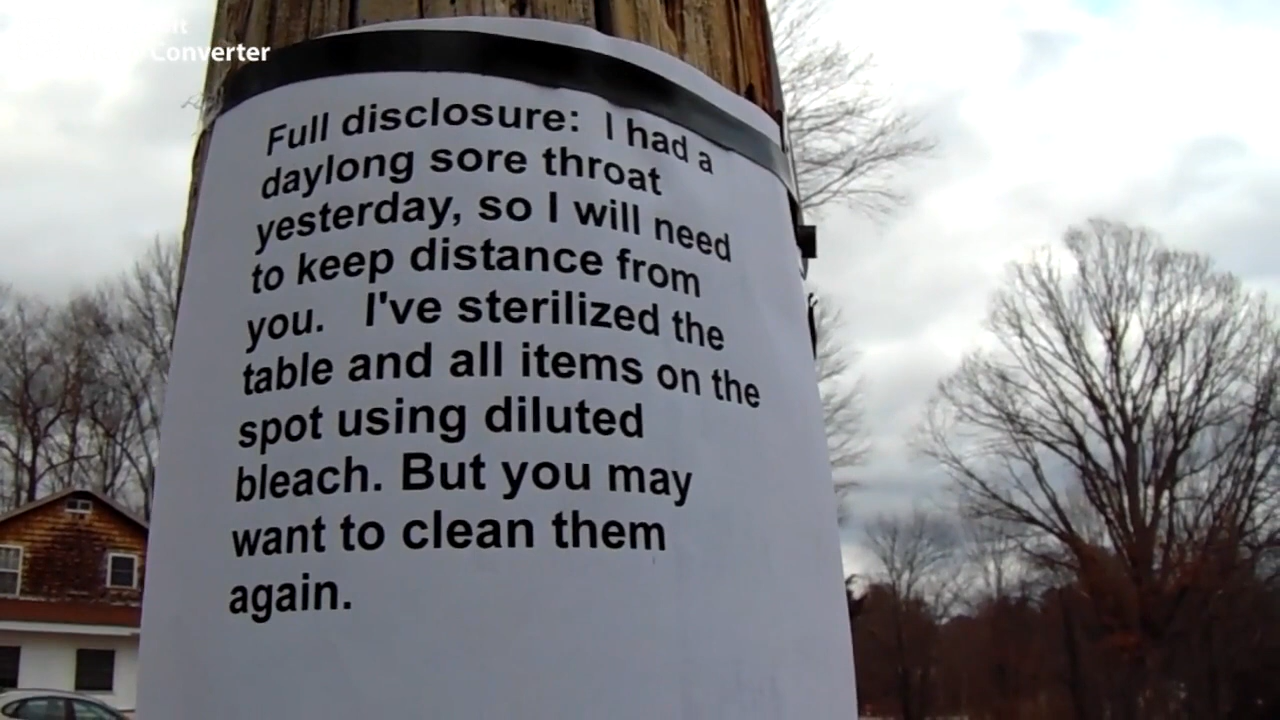 Converter
Full disclosure: I had a
daylong sore throat
yesterday, so I will need
to keep distance from
you. I've sterilized the
table and all items on the
spot using diluted
bleach. But you may
want to clean them
again.